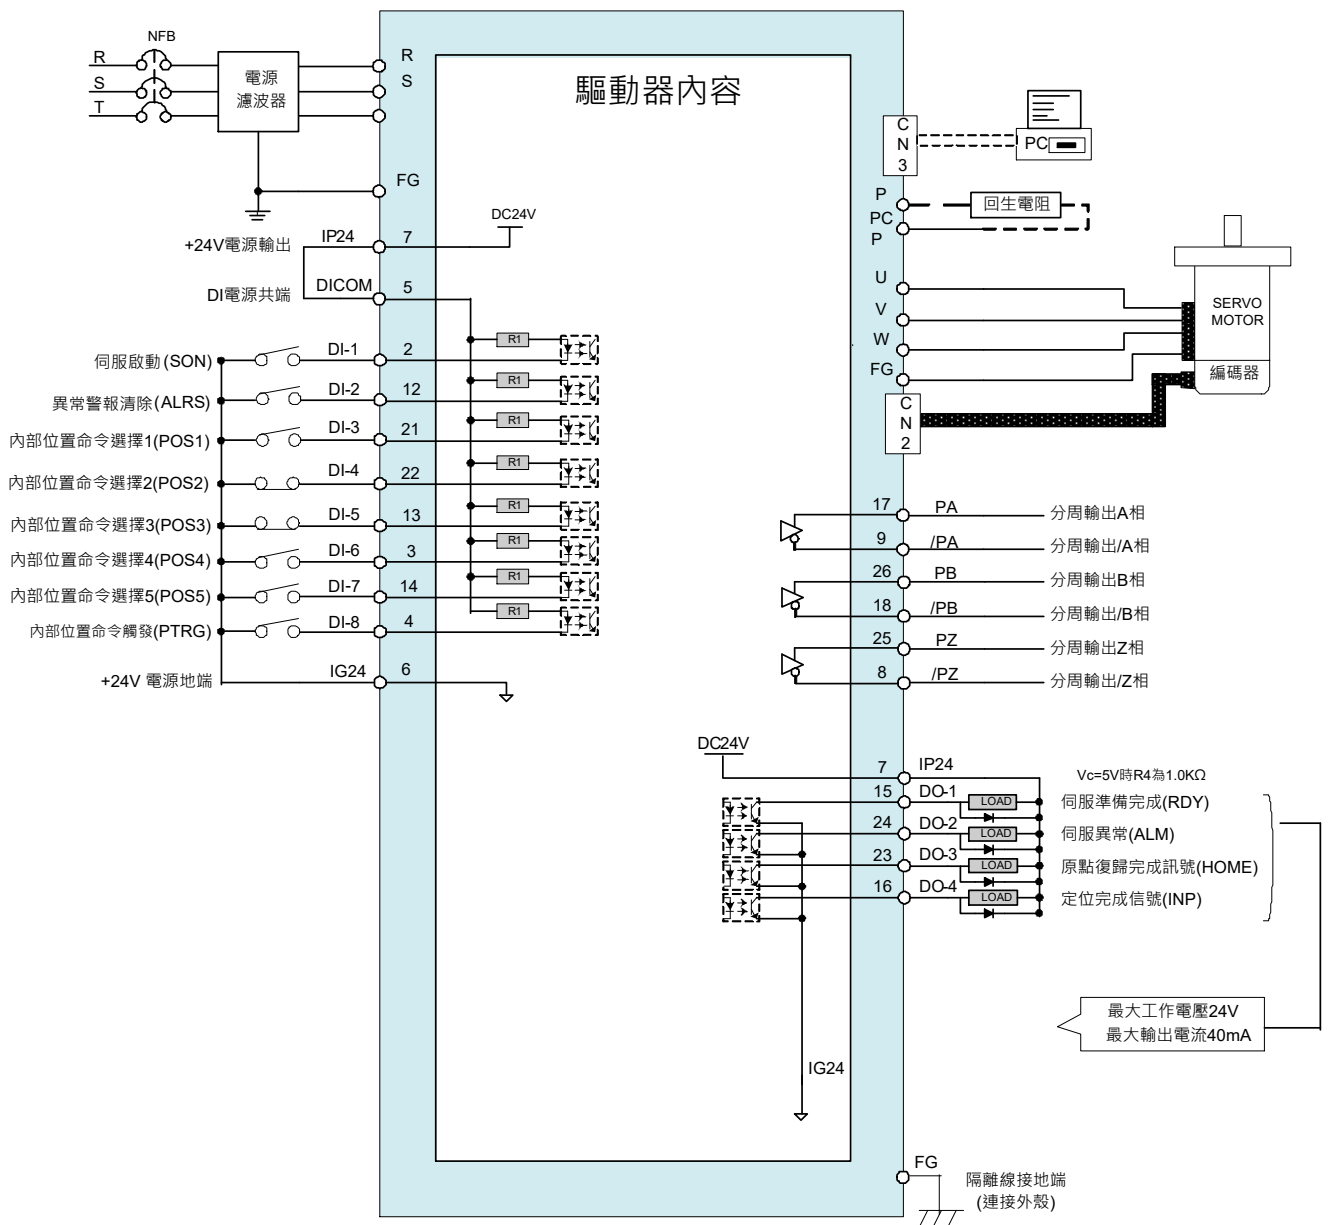 驅動器內容
NFB
R
S
T
電源
濾波器
R
S
FG
DC24V
+24V電源輸出
IP24
7
DI電源共端
DICOM
5
R1
伺服啟動(SON)
DI-1
2
R1
異常警報清除(ALRS)
DI-2
12
R1
內部位置命令選擇1(POS1)
DI-3
21
R1
內部位置命令選擇2(POS2)
DI-4
22
R1
內部位置命令選擇3(POS3)
DI-5
13
R1
內部位置命令選擇4(POS4)
DI-6
3
R1
內部位置命令選擇5(POS5)
DI-7
14
R1
內部位置命令觸發(PTRG)
DI-8
4
+24V 電源地端
IG24
6
C
N
3
PC
P
回生電阻
PC
P
U
V
W
FG
SERVO
MOTOR
編碼器
C
N
2
17
PA
分周輸出A相
9
/PA
分周輸出/A相
26
PB
分周輸出B相
18
/PB
分周輸出/B相
25
PZ
分周輸出Z相
8
/PZ
分周輸出/Z相
DC24V
7
IP24
Vc=5V時R4為1.0KΩ
15
DO-1
LOAD
伺服準備完成(RDY)
24
DO-2
LOAD
伺服異常(ALM)
23
DO-3
LOAD
原點復歸完成訊號(HOME)
16
DO-4
LOAD
定位完成信號(INP)
最大工作電壓24V
最大輸出電流40mA
IG24
FG
隔離線接地端
(連接外殼)